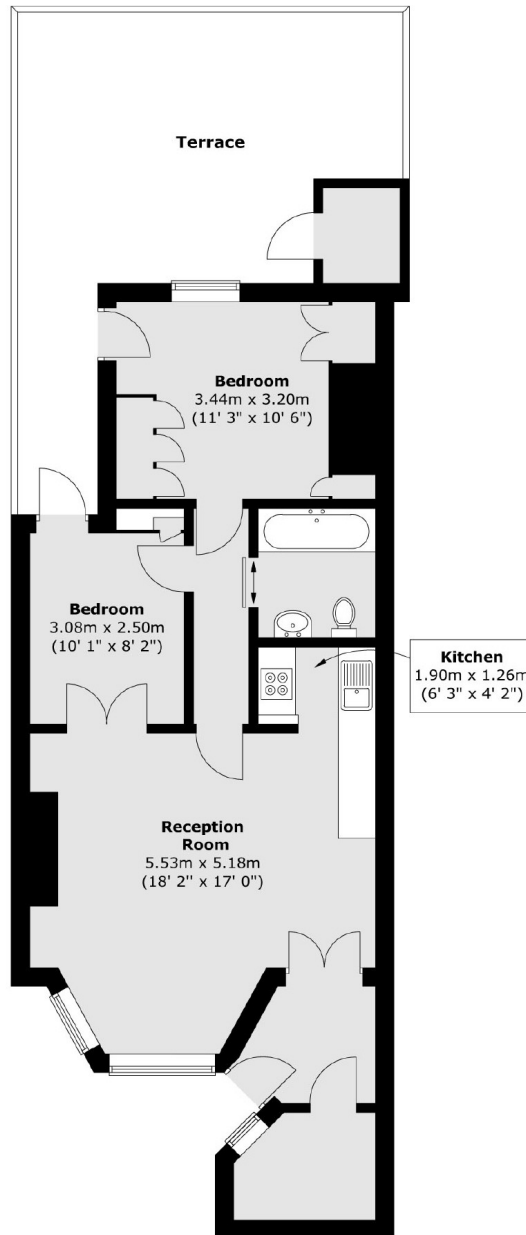 Terrace
Bedroom
3.44m x 3.20m
(11' 3" x 10' 6")
Bedroom
3.08m x 2.50m
(10' 1" x 8' 2")
Kitchen
1.90m x 1.26m
(6' 3" x 4' 2")
Reception
Room
5.53m x 5.18m
(18' 2" x 17' 0")